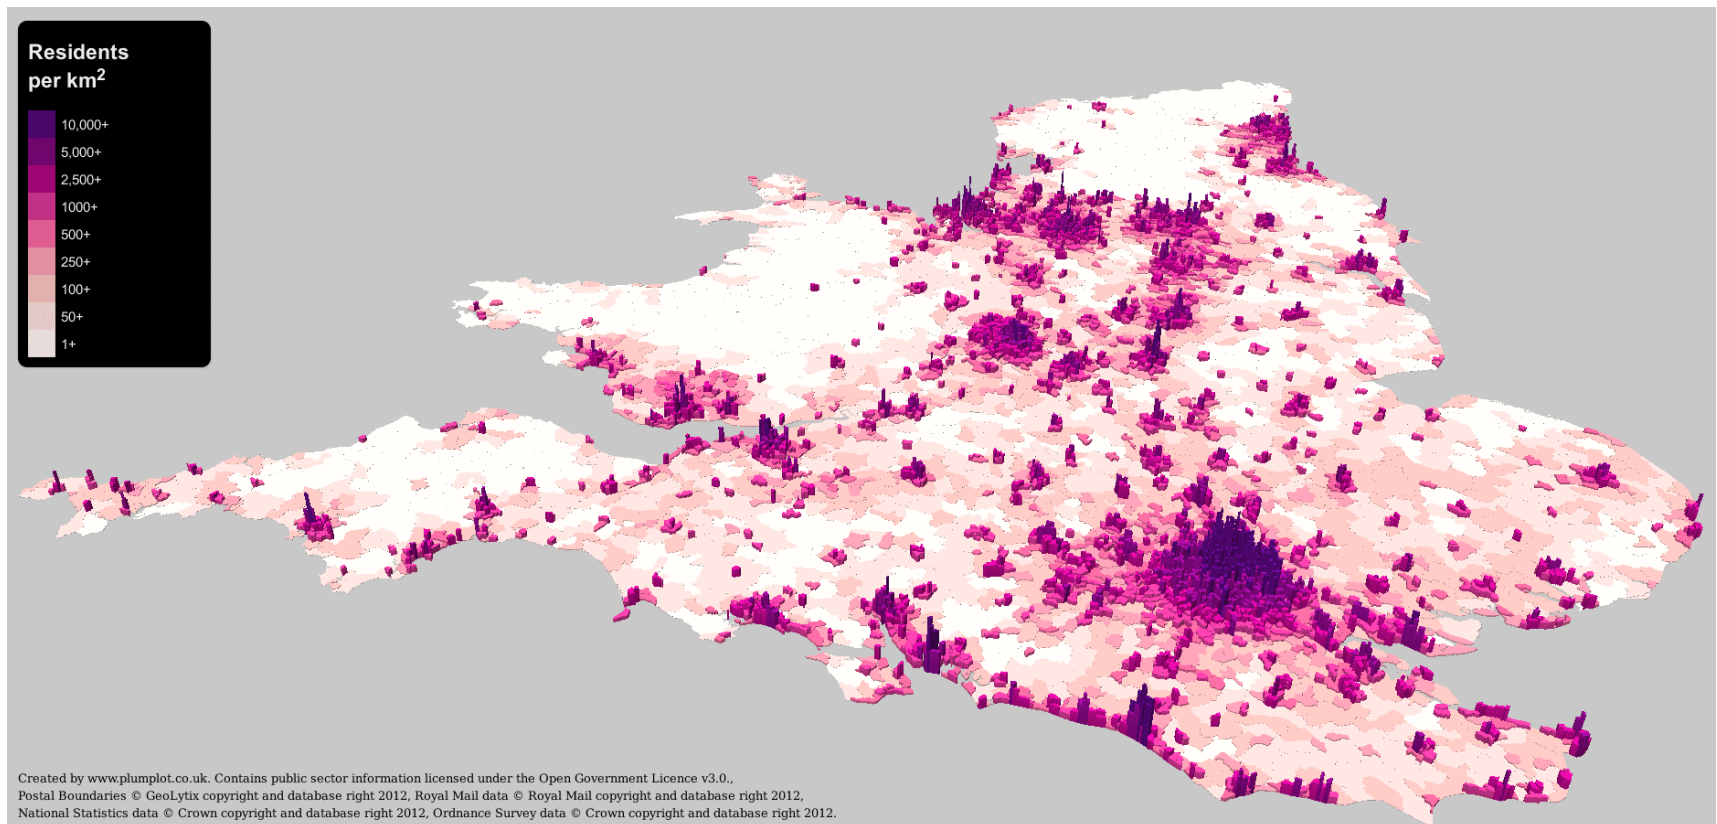 Residents
per km²
10,000+
5,000+
2,500+
1000+
500+
250+
100+
50+
1+
Created by www.plumplot.co.uk. Contains public sector information licensed under the Open Government Licence v3.0.,
Postal Boundaries © GeoLytix copyright and database right 2012, Royal Mail data © Royal Mail copyright and database right 2012,
National Statistics data © Crown copyright and database right 2012, Ordnance Survey data © Crown copyright and database right 2012.